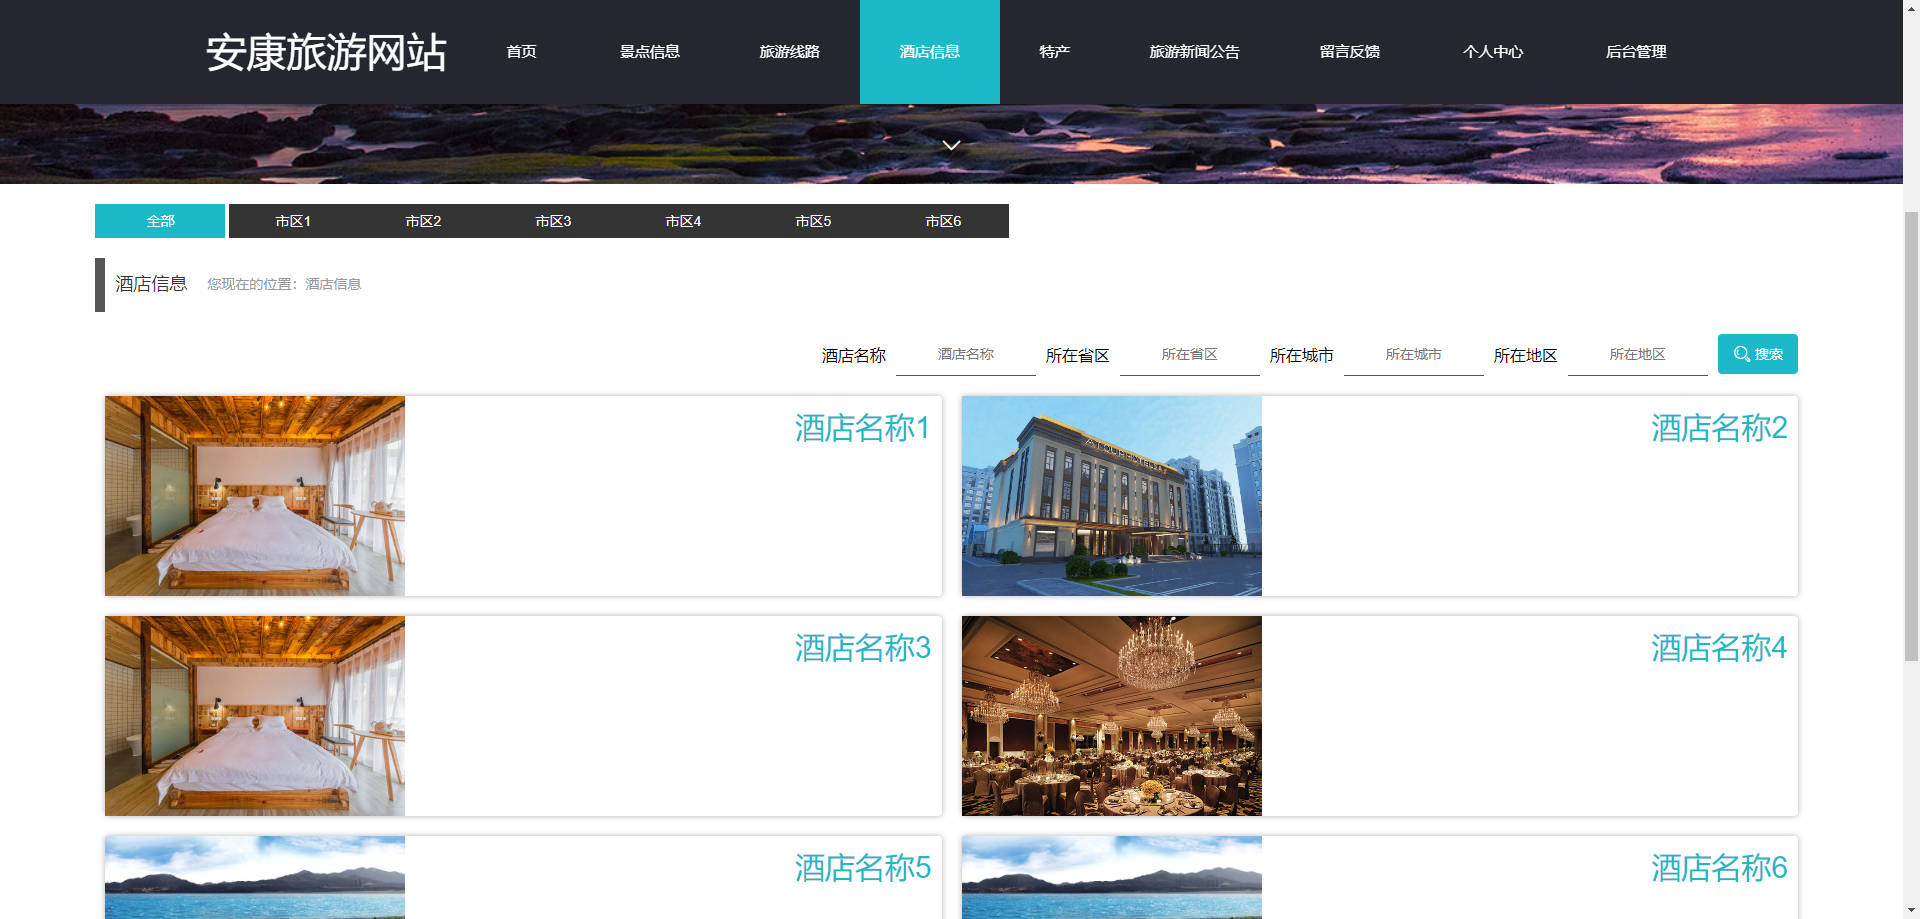 安康旅游网站
首页
景点信息
旅游线路
酒店信息
特产
旅游新闻公告
留言反馈
个人中心
后台管理
全部
市区1
市区2
市区3
市区4
市区5
市区6
酒店信息
您现在的位置：酒店信息
酒店名称
酒店名称
所在省区
所在省区
所在城市
所在城市
所在地区
所在地区
搜索
酒店名称1
酒店名称2
酒店名称3
酒店名称4
酒店名称5
酒店名称6